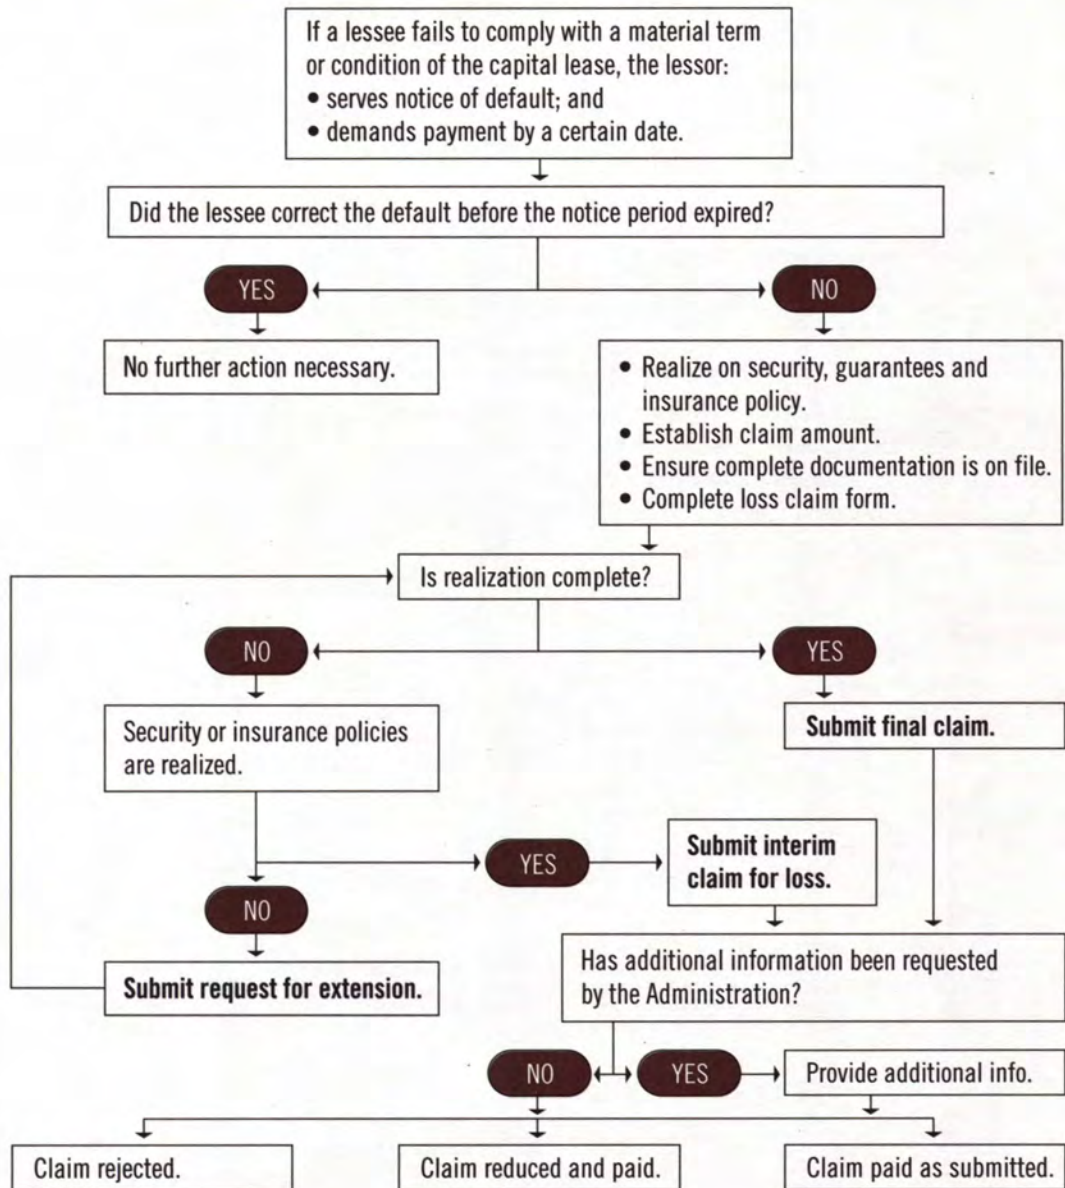 If a lessee fails to comply with a material term
or condition of the capital lease, the lessor:
• serves notice of default; and
• demands payment by a certain date.
Did the lessee correct the default before the notice period expired?
YES
NO
No further action necessary.
• Realize on security, guarantees and
insurance policy.
• Establish claim amount.
• Ensure complete documentation is on file.
• Complete loss claim form.
Is realization complete?
NO
YES
Security or insurance policies
are realized.
Submit final claim.
YES
Submit interim
claim for loss.
NO
Submit request for extension.
Has additional information been requested
by the Administration?
NO
YES
Provide additional info.
Claim rejected.
Claim reduced and paid.
Claim paid as submitted.